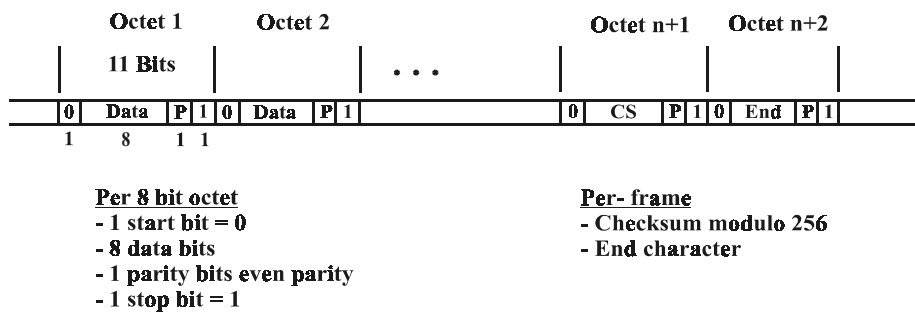 Octet 1 Octet 2 Octet n+1 Octet n+2
11 Bits
. . .
0 Data P 1 0 Data P 1 0 CS P 1 0 End P 1
1 8 1 1
Per 8 bit octet
- 1 start bit = 0
- 8 data bits
- 1 parity bits even parity
- 1 stop bit = 1
Per- frame
- Checksum modulo 256
- End character